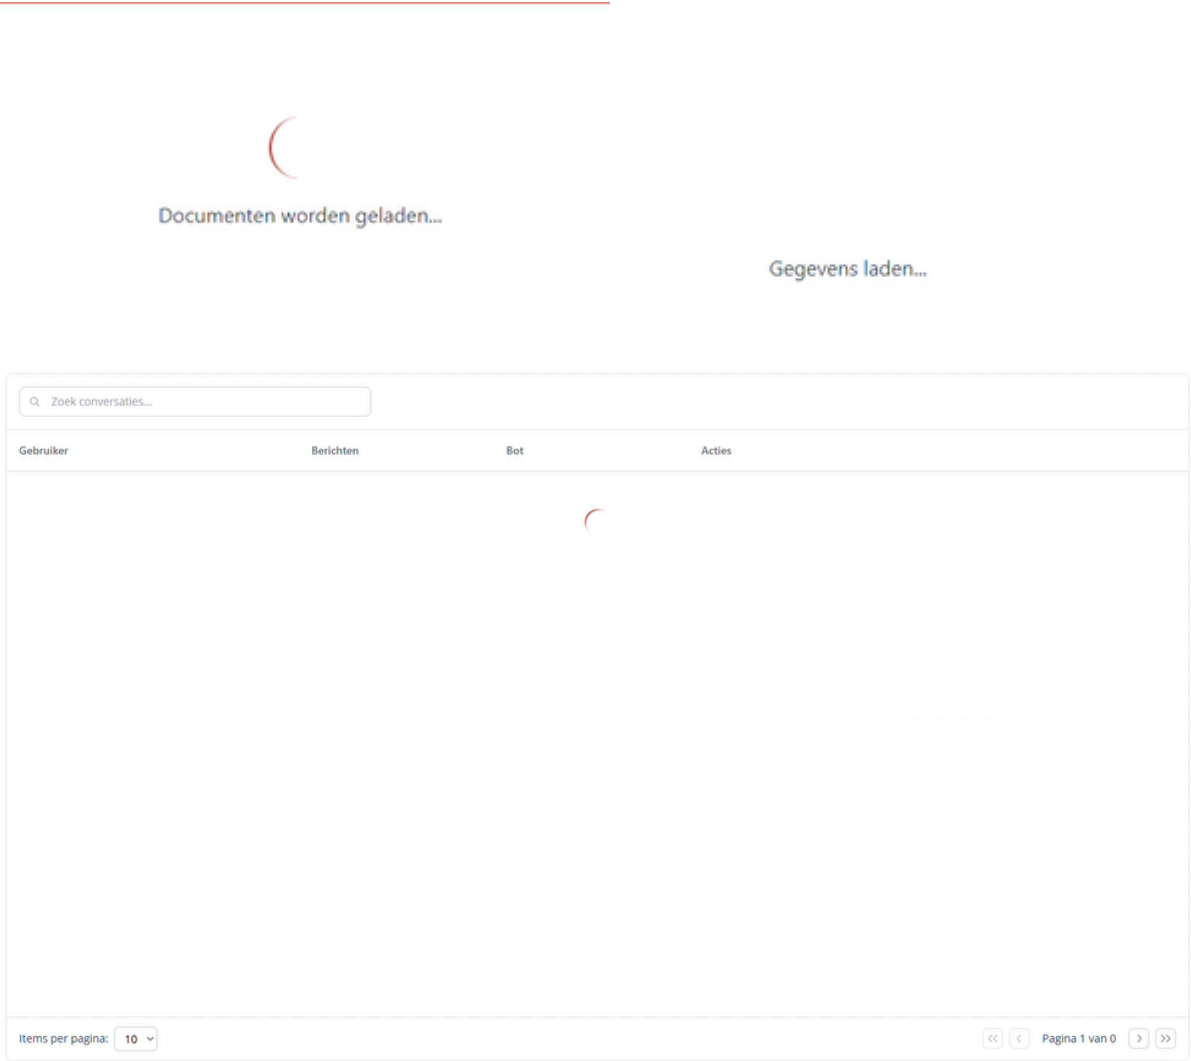 Documenten worden geladen...
Gegevens laden...
Zoek conversaties...
Gebruiker Berichten Bot Acties
Items per pagina: 10 Pagina 1 van 0